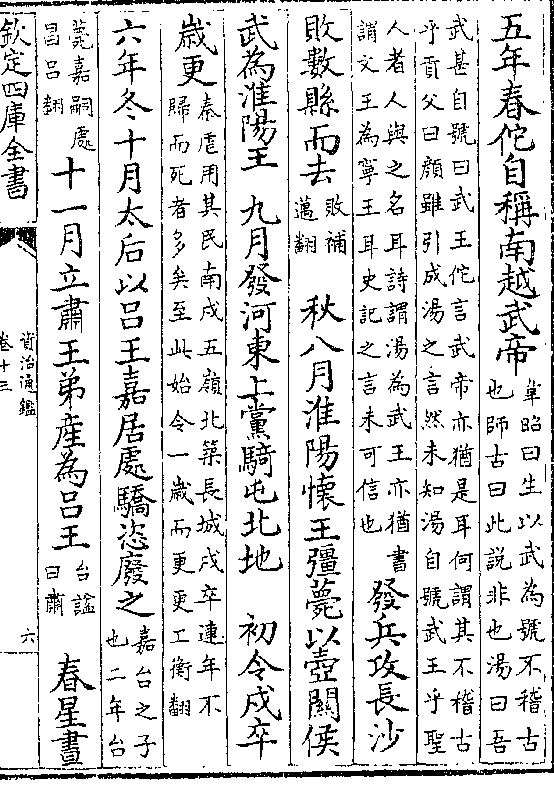 五年春佗自稱南越武帝韋昭曰生以武為號不稽古
也師古曰此說非也湯曰吾
武甚自號曰武王佗言武帝亦猶是耳何謂其不稽古
乎貢父曰顔雖引成湯之言然未知湯自號武王乎聖
人者人與之名耳詩謂湯為武王亦猶書
謂文王為寧王耳史記之言未可信也發兵攻長沙
敗數縣而去敗補
邁翻秋八月淮陽懷王彊薨以壺關侯
武為淮陽王九月發河東上黨騎屯北地初令戍卒
歲更秦虐用其民南戍五嶺北築長城戍卒連年不
歸而死者多矣至此始令一歲而更更工衡翻
六年冬十月太后以呂王嘉居處驕恣廢之嘉台之子
也二年台
薨嘉嗣處
昌呂翻十一月立肅王弟產為呂王台諡
曰肅春星晝
欽定四庫全書
資治通鑑
卷十三
六